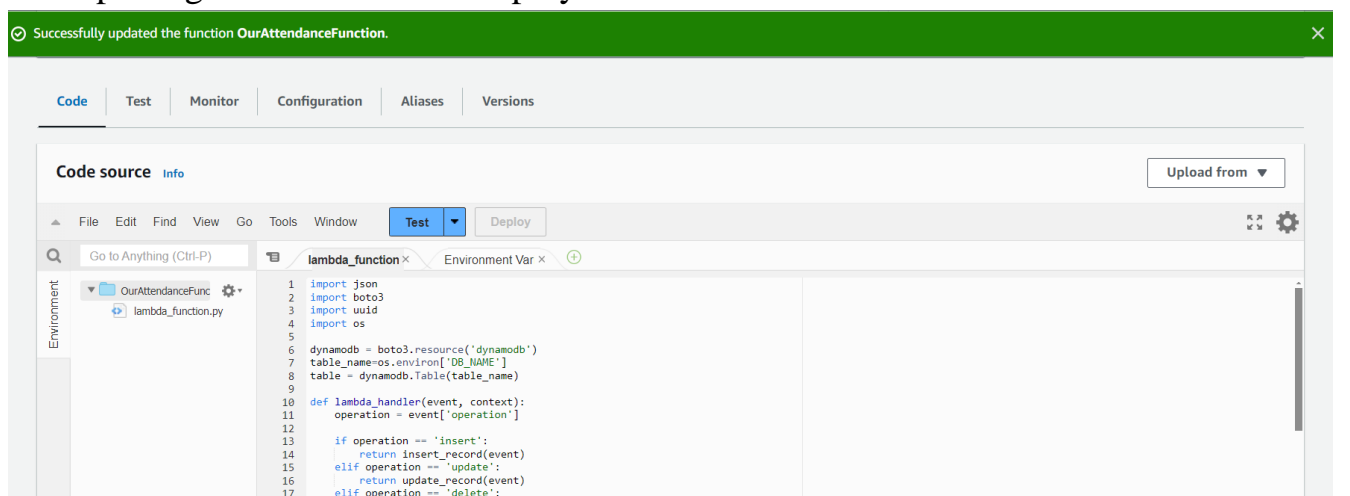 Successfully updated the function OurAttendanceFunction.
Code Test Monitor Configuration Aliases Versions
Code source Info
Upload from
File Edit Find View Go Tools Window Test Deploy
Go to Anything (Ctrl-P)
lambda_function Environment Var
Environment
OurAttendanceFunc
lambda_function.py
1 import json
2 import boto3
3 import uuid
4 import os
5
6 dynamodb = boto3.resource('dynamodb')
7 table_name=os.environ['DB_NAME']
8 table = dynamodb.Table(table_name)
9
10 def lambda_handler(event, context):
11 operation = event['operation']
12
13 if operation == 'insert':
14 return insert_record(event)
15 elif operation == 'update':
16 return update_record(event)
17 elif operation == 'delete':